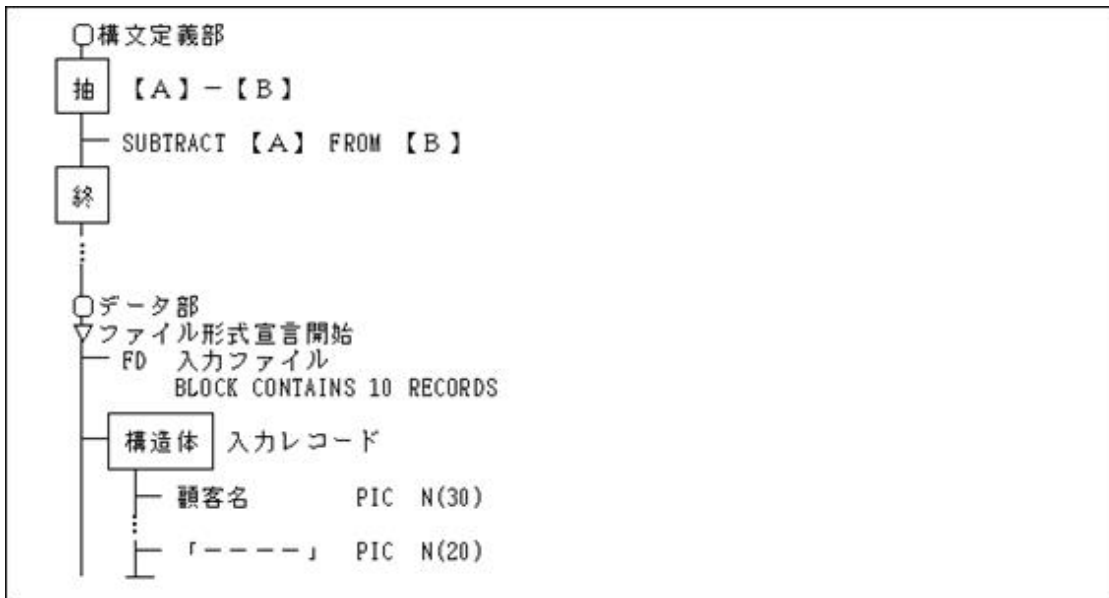 構文定義部
抽 【A】－【B】
SUBTRACT 【A】 FROM 【B】
終
データ部
ファイル形式宣言開始
FD 入力ファイル
BLOCK CONTAINS 10 RECORDS
構造体 入力レコード
顧客名 PIC N(30)
「－－－－」 PIC N(20)